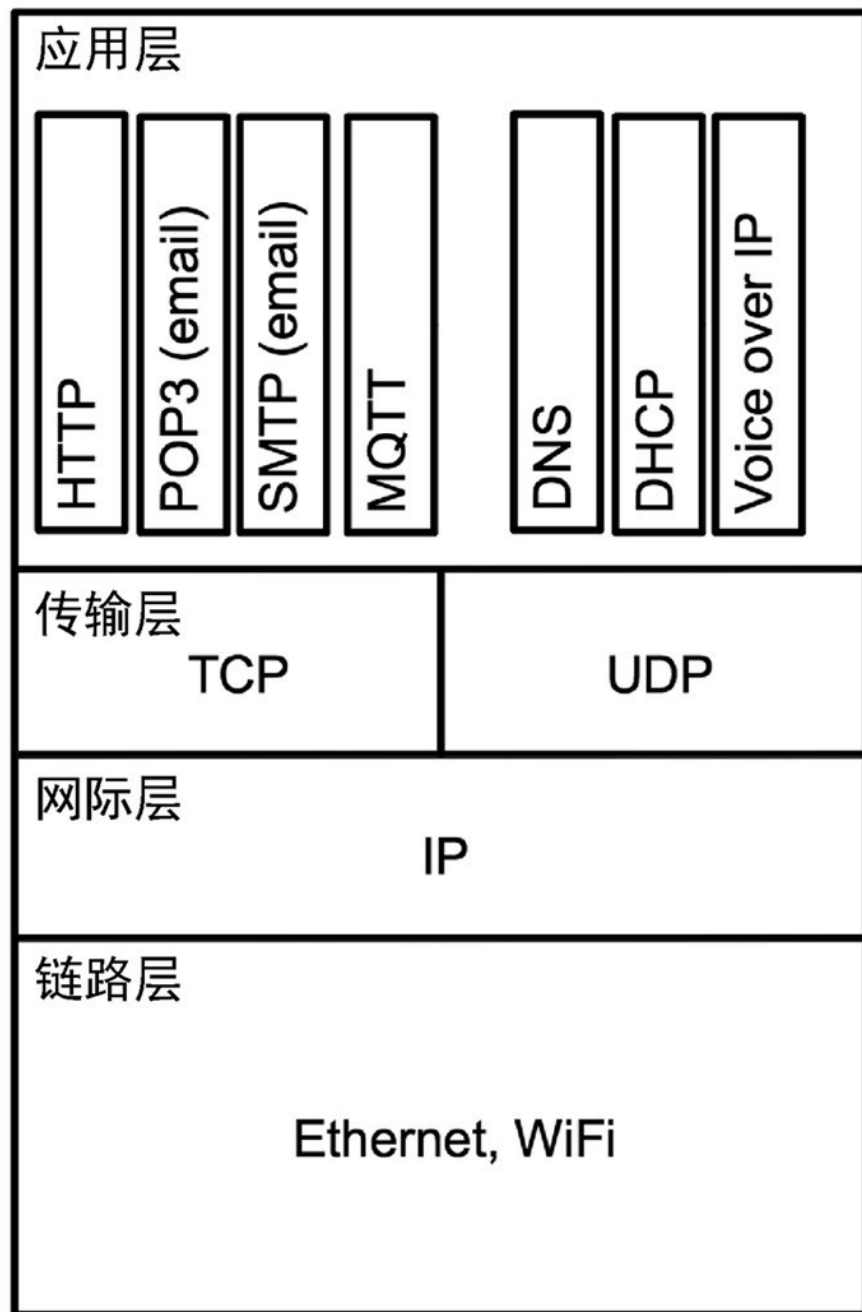 应用层
HTTP
POP3 (email)
SMTP (email)
MQTT
DNS
DHCP
Voice over IP
传输层
TCP
UDP
网际层
IP
链路层
Ethernet, WiFi